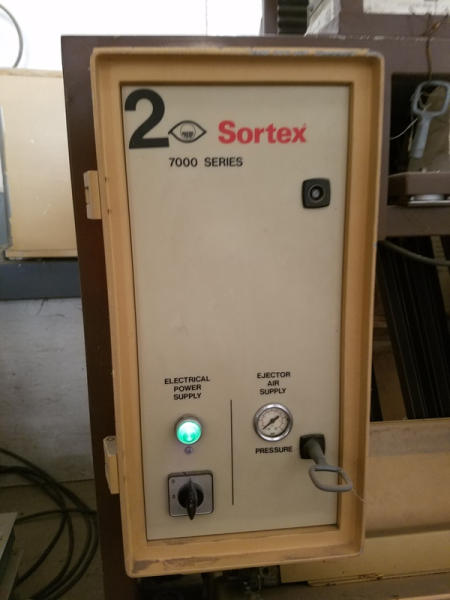 2 Sortex
7000 SERIES
ELECTRICAL
POWER
SUPPLY
EJECTOR
AIR
SUPPLY
PRESSURE